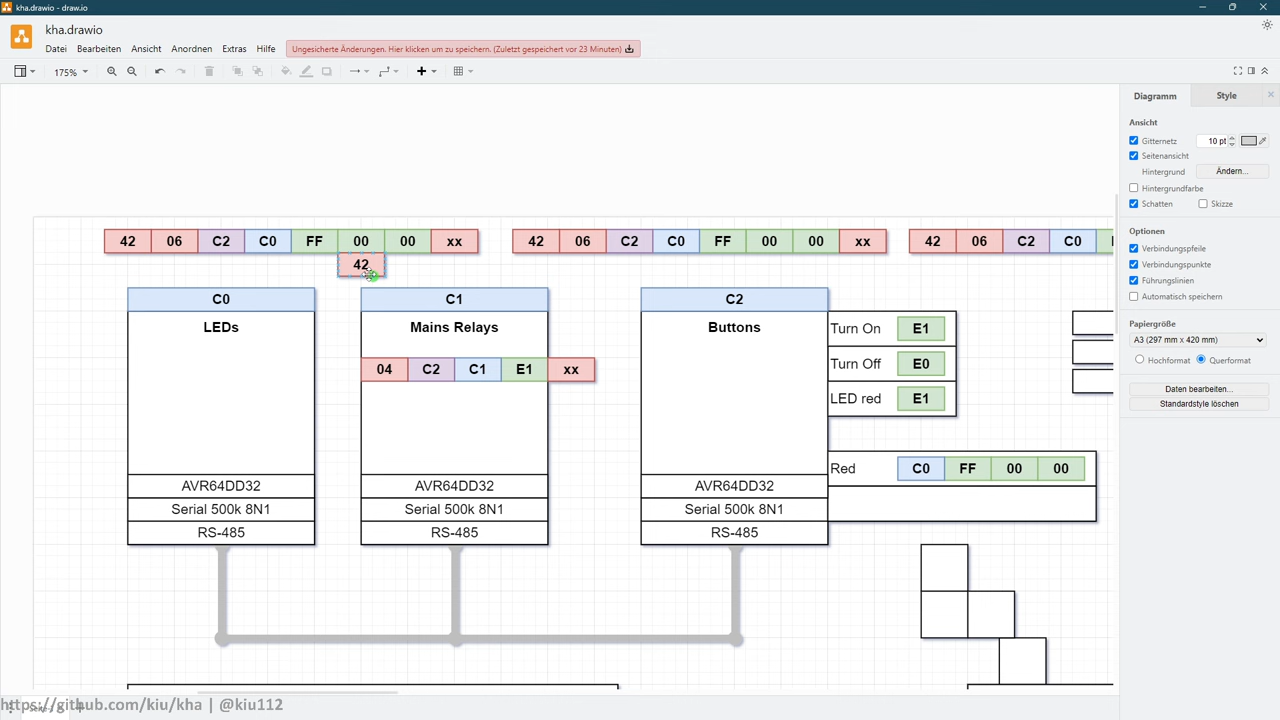 kha.drawio - draw.io
kha.drawio
Datei Bearbeiten Ansicht Anordnen Extras Hilfe
Ungesicherte Änderungen. Hier klicken um zu speichern. (Zuletzt gespeichert vor 23 Minuten)
175%
Diagramm Style
Ansicht
Gitternetz 10 pt
Seitenansicht
Hintergrund Ändern...
Hintergrundfarbe
Schatten Skizze
Optionen
Verbindungspfeile
Verbindungspunkte
Führungslinien
Automatisch speichern
Papiergröße
A3 (297 mm x 420 mm)
Hochformat Querformat
Daten bearbeiten...
Standardstyle löschen
42 06 C2 C0 FF 00 00 xx
42 06 C2 C0 FF 00 00 xx
42 06 C2 C0
42
C0
LEDs
AVR64DD32
Serial 500k 8N1
RS-485
C1
Mains Relays
04 C2 C1 E1 xx
AVR64DD32
Serial 500k 8N1
RS-485
C2
Buttons
AVR64DD32
Serial 500k 8N1
RS-485
Turn On E1
Turn Off E0
LED red E1
Red C0 FF 00 00
https://github.com/kiu/kha | @kiu112